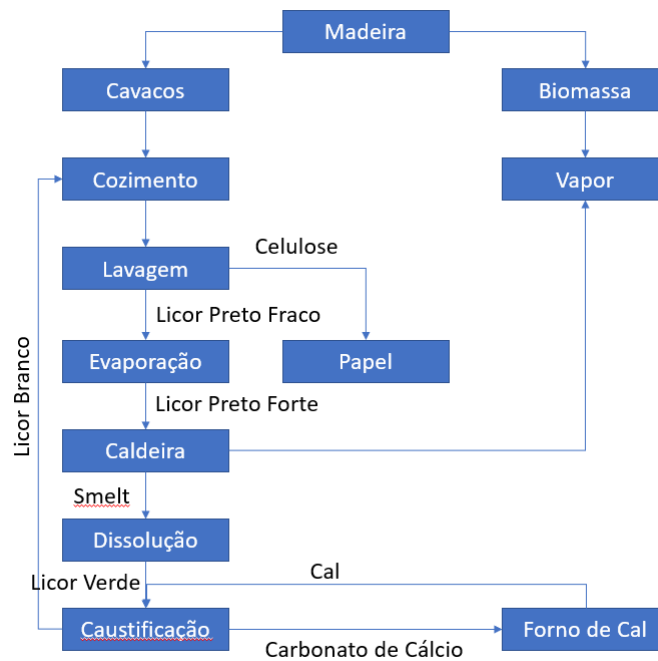 Madeira
Cavacos
Biomassa
Cozimento
Vapor
Celulose
Lavagem
Licor Preto Fraco
Evaporação
Papel
Licor Branco
Licor Preto Forte
Caldeira
Smelt
Dissolução
Cal
Licor Verde
Caustificação
Forno de Cal
Carbonato de Cálcio